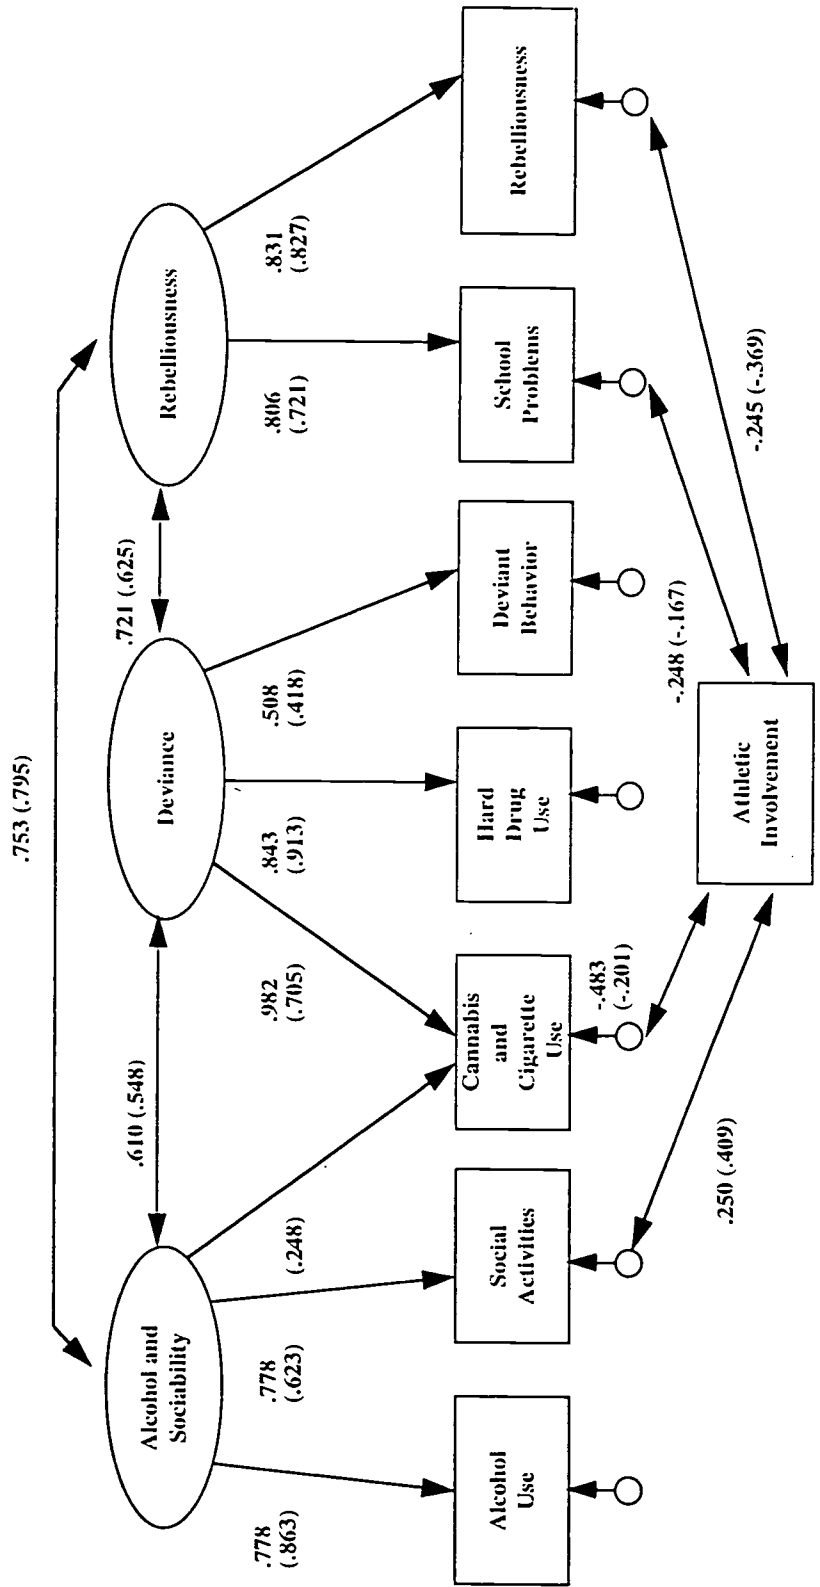 .753 (.795)
.610 (.548)
.721 (.625)
Alcohol and
Sociability
Deviance
Rebelliousness
.778
(.863)
.778
(.623)
(.248)
.982
(.705)
.843
(.913)
.508
(.418)
.806
(.721)
.831
(.827)
Alcohol
Use
Social
Activities
Cannabis
and
Cigarette
Use
Hard
Drug
Use
Deviant
Behavior
School
Problems
Rebelliousness
-.483
(-.201)
.250 (.409)
-.248 (-.167)
-.245 (-.369)
Athletic
Involvement